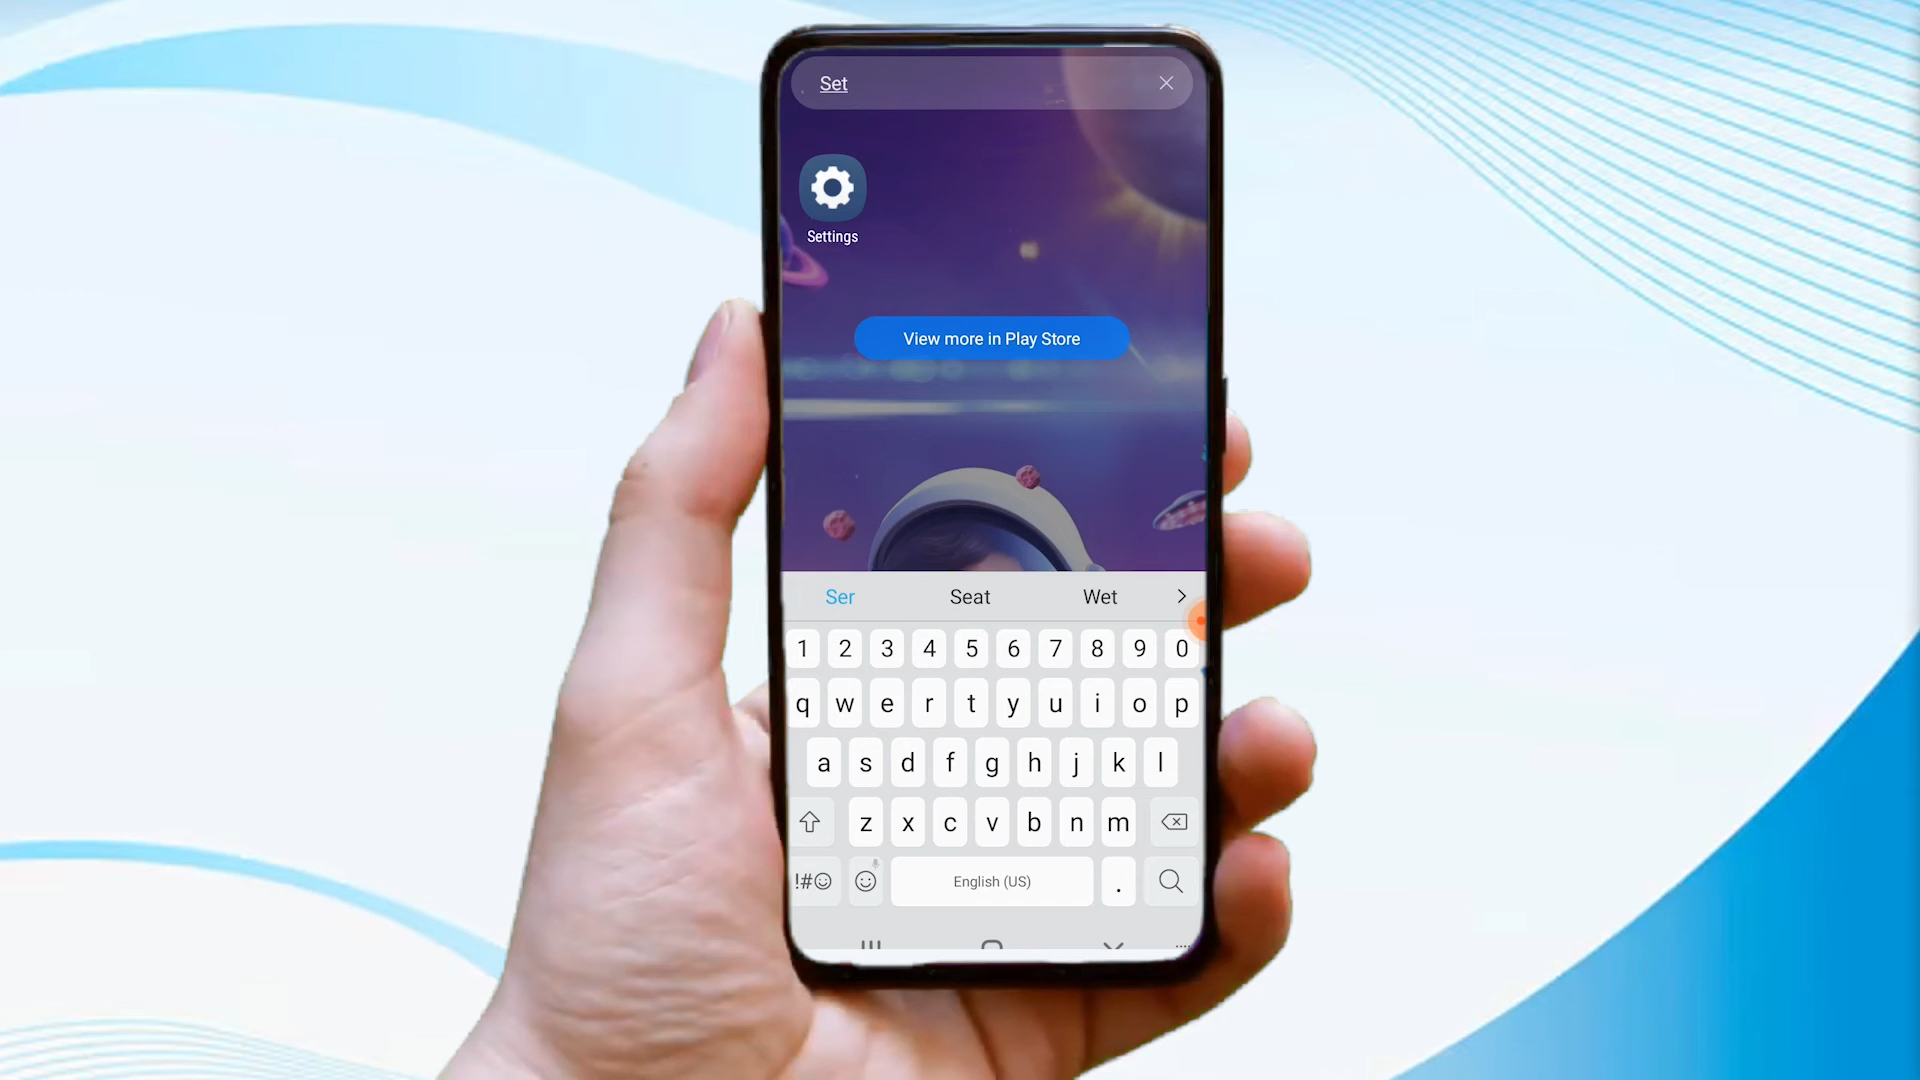 Set
Settings
View more in Play Store
Ser Seat Wet
1 2 3 4 5 6 7 8 9 0
q w e r t y u i o p
a s d f g h j k l
z x c v b n m
!#☺ English (US) .